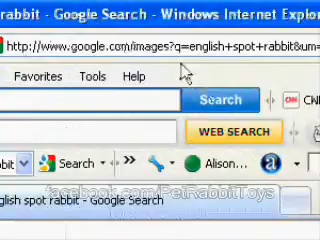 rabbit - Google Search - Windows Internet Explor
http://www.google.com/images?q=english+spot+rabbit&um=
Favorites Tools Help
Search CN
WEB SEARCH
bit Search Alison... a
facebook.com/PetRabbitToys
glish spot rabbit - Google Search